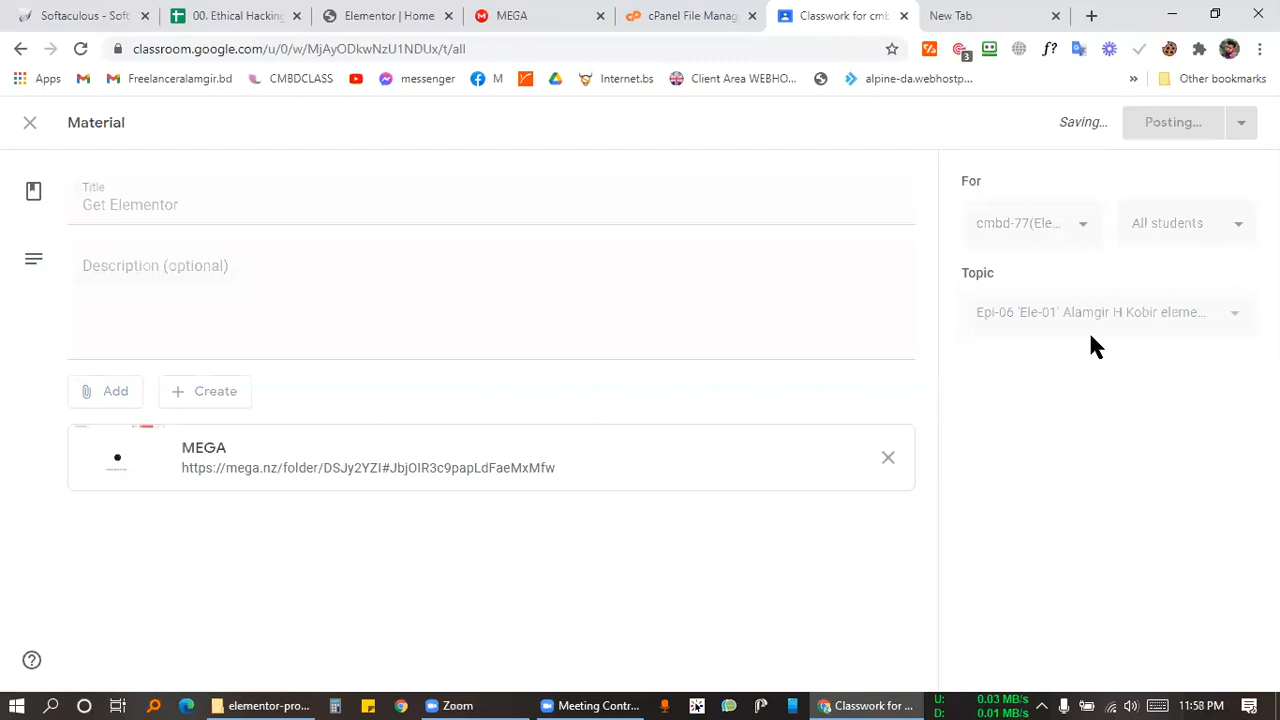 Softaculous - Soft
00. Ethical Hacking
Elementor | Home
MEGA
cPanel File Manag
Classwork for cmb
New Tab
classroom.google.com/u/0/w/MjAyODkwNzU1NDUx/t/all
3
f?
Apps
Freelanceralamgir.bd
CMBDCLASS
messenger
M
Internet.bs
Client Area WEBHO...
alpine-da.webhostp...
»
Other bookmarks
Material
Saving...
Posting...
Title
Get Elementor
Description (optional)
Add
Create
MEGA
https://mega.nz/folder/DSJy2YZI#JbjOIR3c9papLdFaeMxMfw
For
cmbd-77(Ele...
All students
Topic
Epi-06 'Ele-01' Alamgir H Kobir eleme...
elementor
Zoom
Meeting Contr...
Classwork for cm...
U: 0.03 MB/s
D: 0.01 MB/s
11:58 PM